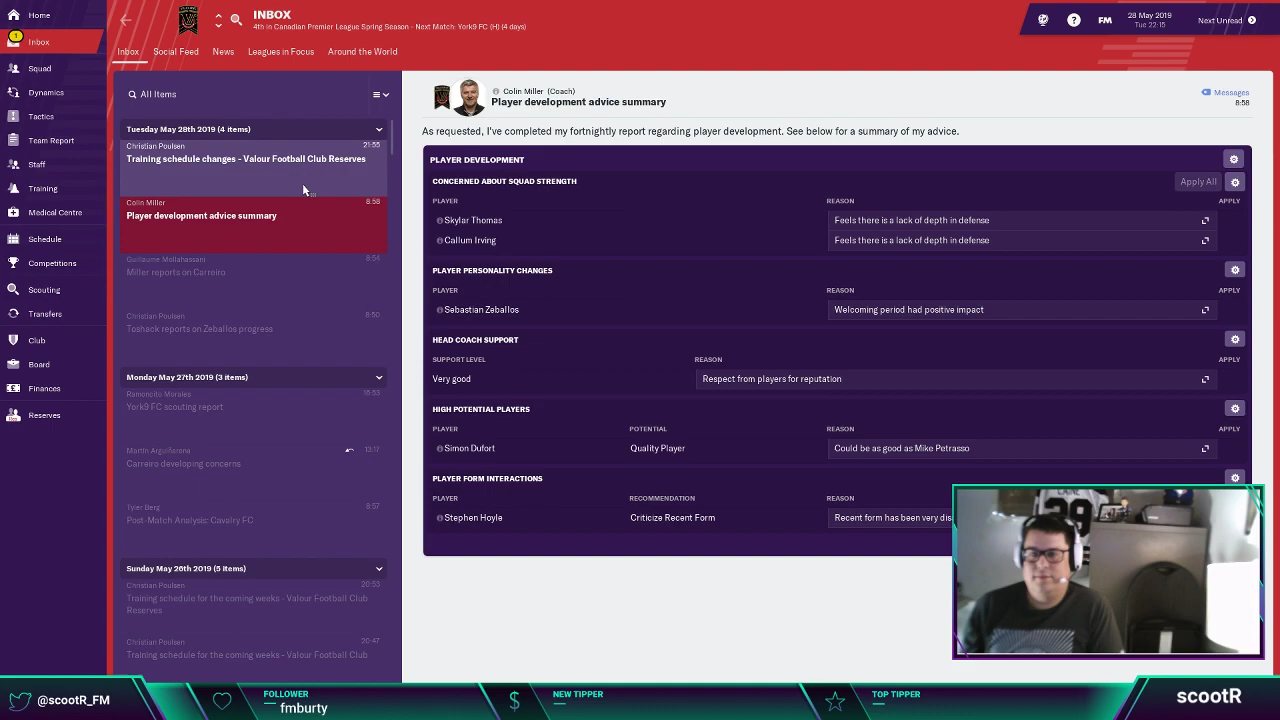 Home
Inbox
Squad
Dynamics
Tactics
Team Report
Staff
Training
Medical Centre
Schedule
Competitions
Scouting
Transfers
Club
Board
Finances
Reserves
INBOX
4th in Canadian Premier League Spring Season - Next Match: York9 FC (H) (4 days)
FM
28 May 2019
Tue 22:15
Next Unread
Inbox
Social Feed
News
Leagues in Focus
Around the World
All Items
Tuesday May 28th 2019 (4 items)
Christian Poulsen 21:55
Training schedule changes - Valour Football Club Reserves
Colin Miller 8:58
Player development advice summary
Guillaume Mollahassani 8:54
Miller reports on Carreiro
Christian Poulsen 8:50
Toshack reports on Zeballos progress
Monday May 27th 2019 (3 items)
Ramoncito Morales 16:53
York9 FC scouting report
Martín Arguiñarena 13:17
Carreiro developing concerns
Tyler Berg 8:57
Post-Match Analysis: Cavalry FC
Sunday May 26th 2019 (5 items)
Christian Poulsen 20:53
Training schedule for the coming weeks - Valour Football Club
Reserves
Christian Poulsen 20:47
Training schedule for the coming weeks - Valour Football Club
Colin Miller (Coach)
Player development advice summary
Messages
8:58
As requested, I've completed my fortnightly report regarding player development. See below for a summary of my advice.
PLAYER DEVELOPMENT
CONCERNED ABOUT SQUAD STRENGTH
Apply All
PLAYER REASON APPLY
Skylar Thomas Feels there is a lack of depth in defense
Callum Irving Feels there is a lack of depth in defense
PLAYER PERSONALITY CHANGES
PLAYER REASON APPLY
Sebastian Zeballos Welcoming period had positive impact
HEAD COACH SUPPORT
SUPPORT LEVEL REASON APPLY
Very good Respect from players for reputation
HIGH POTENTIAL PLAYERS
PLAYER POTENTIAL REASON APPLY
Simon Dufort Quality Player Could be as good as Mike Petrasso
PLAYER FORM INTERACTIONS
PLAYER RECOMMENDATION REASON
Stephen Hoyle Criticize Recent Form Recent form has been very dis
@scootR_FM
FOLLOWER
fmburty
NEW TIPPER
TOP TIPPER
scootR